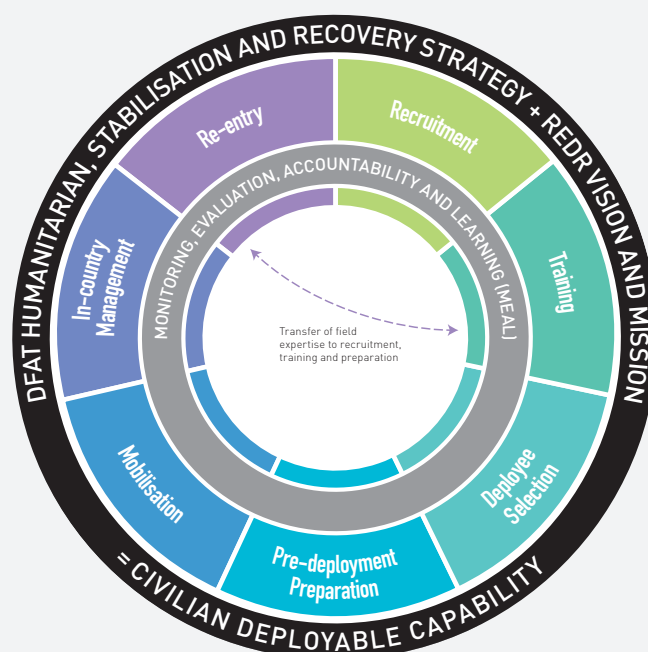 DFAT HUMANITARIAN, STABILISATION AND RECOVERY STRATEGY + REDR VISION AND MISSION
= CIVILIAN DEPLOYABLE CAPABILITY
Recruitment
Training
Deployee
Selection
Pre-deployment
Preparation
Mobilisation
In-country
Management
Re-entry
MONITORING, EVALUATION, ACCOUNTABILITY AND LEARNING (MEAL)
Transfer of field
expertise to recruitment,
training and preparation